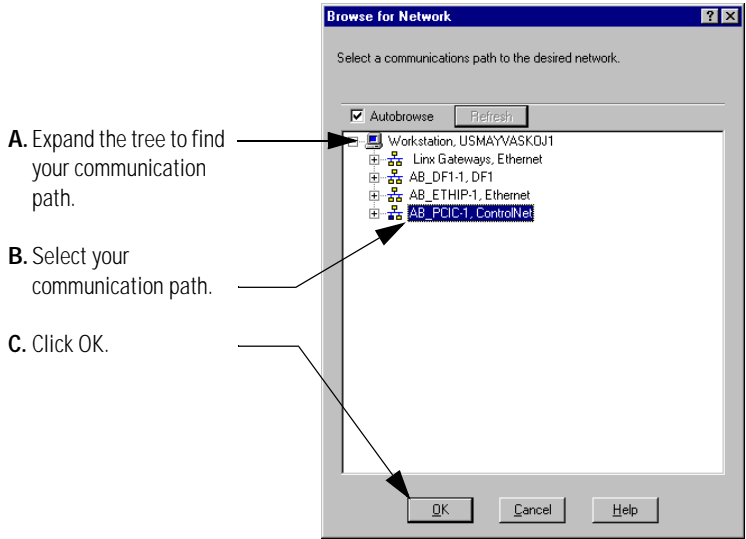 Browse for Network
Select a communications path to the desired network.
Autobrowse
Refresh
A. Expand the tree to find
your communication
path.
Workstation, USMAYVASKOJ1
Linx Gateways, Ethernet
AB_DF1-1, DF1
AB_ETHIP-1, Ethernet
AB_PCIC-1, ControlNet
B. Select your
communication path.
C. Click OK.
OK
Cancel
Help